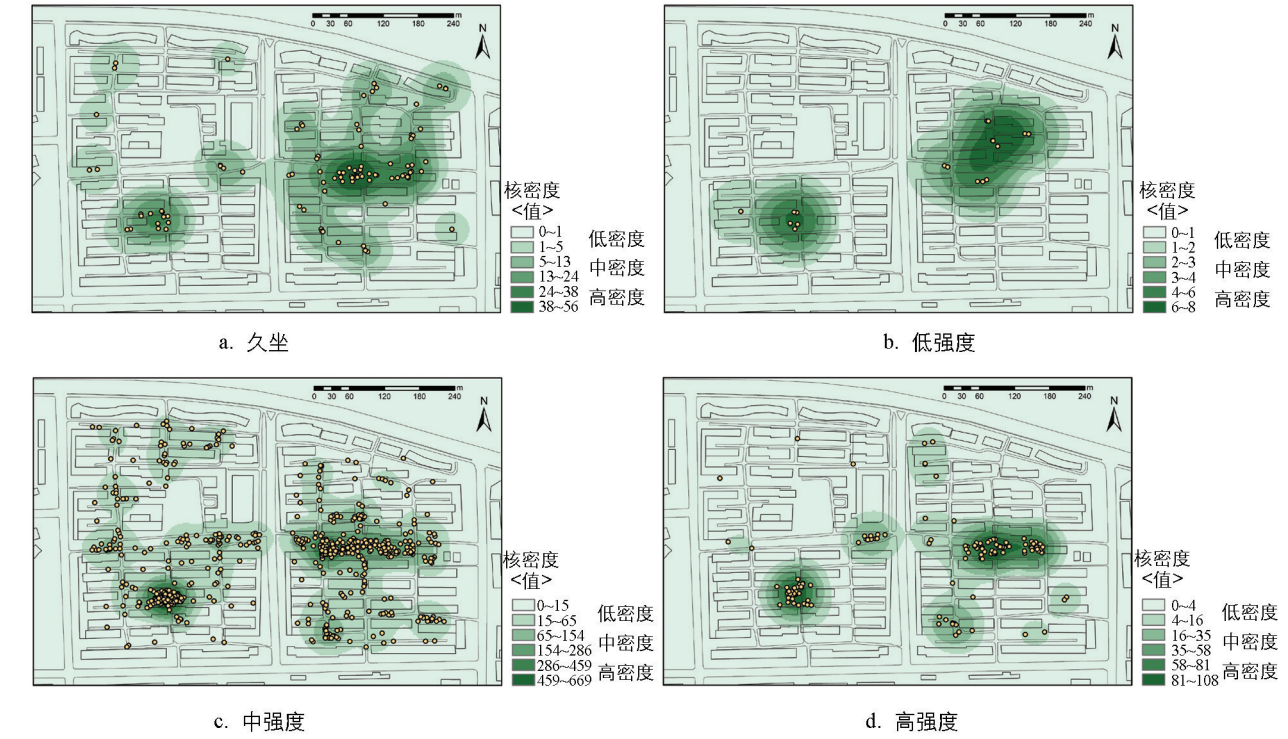 0 30 60 120 180 240 m
N
核密度
<值>
0~1
1~5
5~13
13~24
24~38
38~56
低密度
中密度
高密度
a. 久坐
0 30 60 120 180 240 m
N
核密度
<值>
0~1
1~2
2~3
3~4
4~6
6~8
低密度
中密度
高密度
b. 低强度
0 30 60 120 180 240 m
N
核密度
<值>
0~15
15~65
65~154
154~286
286~459
459~669
低密度
中密度
高密度
c. 中强度
0 30 60 120 180 240 m
N
核密度
<值>
0~4
4~16
16~35
35~58
58~81
81~108
低密度
中密度
高密度
d. 高强度